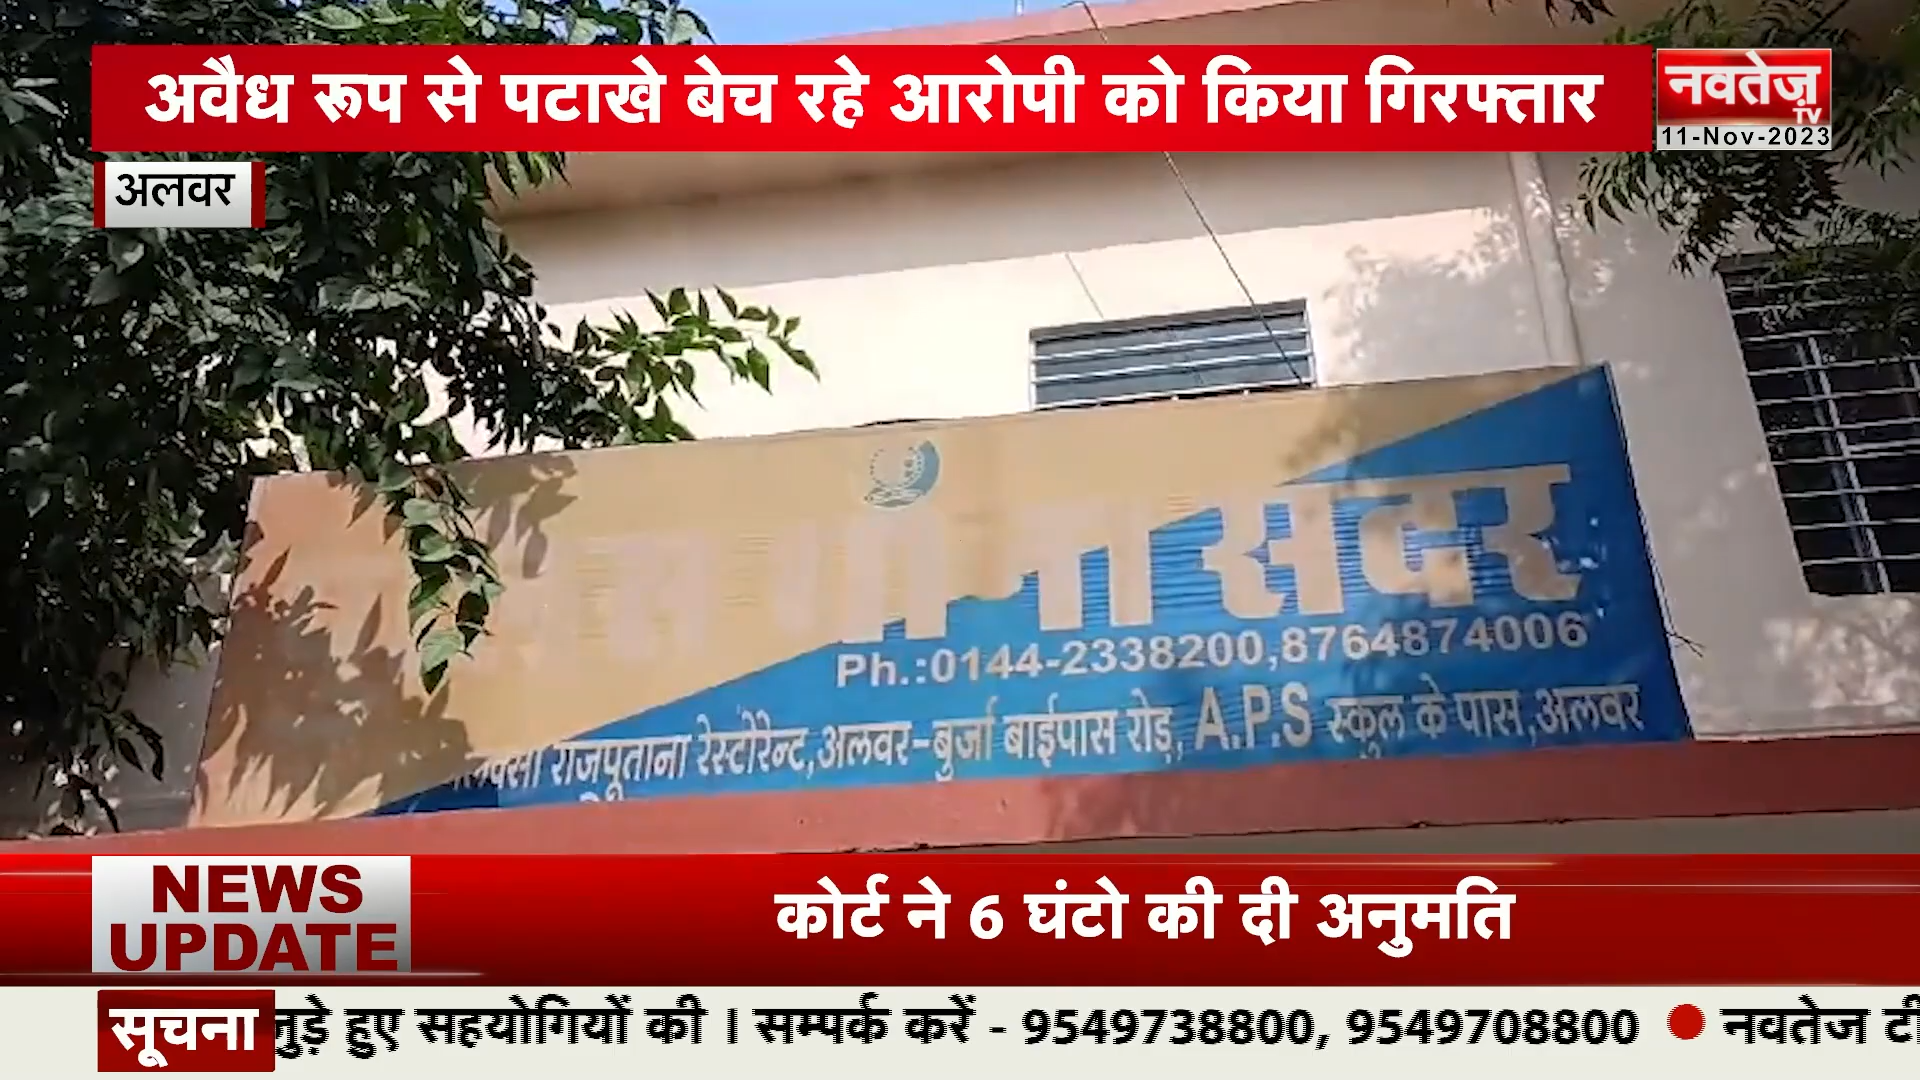 अवैध रूप से पटाखे बेच रहे आरोपी को किया गिरफ्तार
नवतेज़
TV
11-Nov-2023
अलवर
सदर
Ph.:0144-2338200,8764874006
राजपूताना रेस्टोरेन्ट,अलवर-बुर्जा बाईपास रोड़, A.P.S स्कूल के पास,अलवर
NEWS
UPDATE
कोर्ट ने 6 घंटो की दी अनुमति
सूचना
जुड़े हुए सहयोगियों की । सम्पर्क करें - 9549738800, 9549708800 ● नवतेज टी